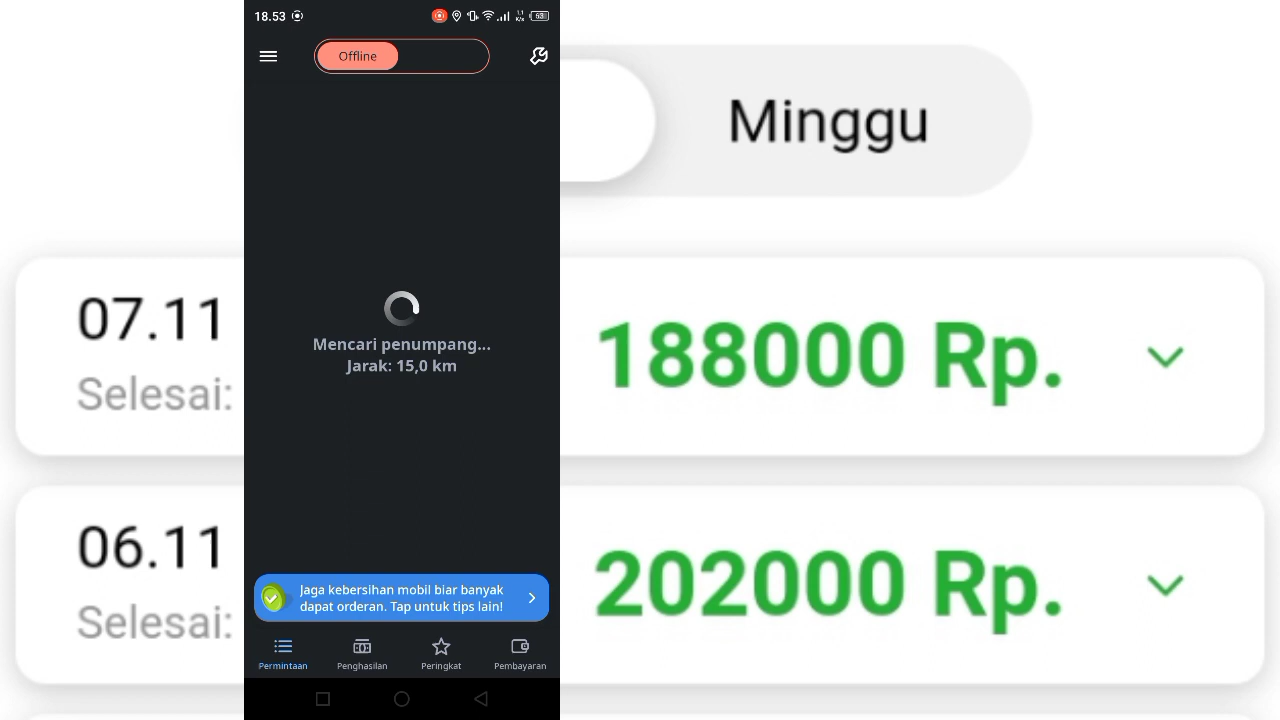 18.53
63
Offline
Minggu
07.11
188000 Rp.
Selesai:
Mencari penumpang...
Jarak: 15,0 km
06.11
202000 Rp.
Selesai:
Jaga kebersihan mobil biar banyak
dapat orderan. Tap untuk tips lain!
Permintaan
Penghasilan
Peringkat
Pembayaran